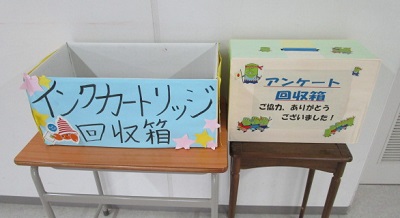 インクカートリッジ
回収箱
アンケート
回収箱
ご協力、ありがとう
ございました!